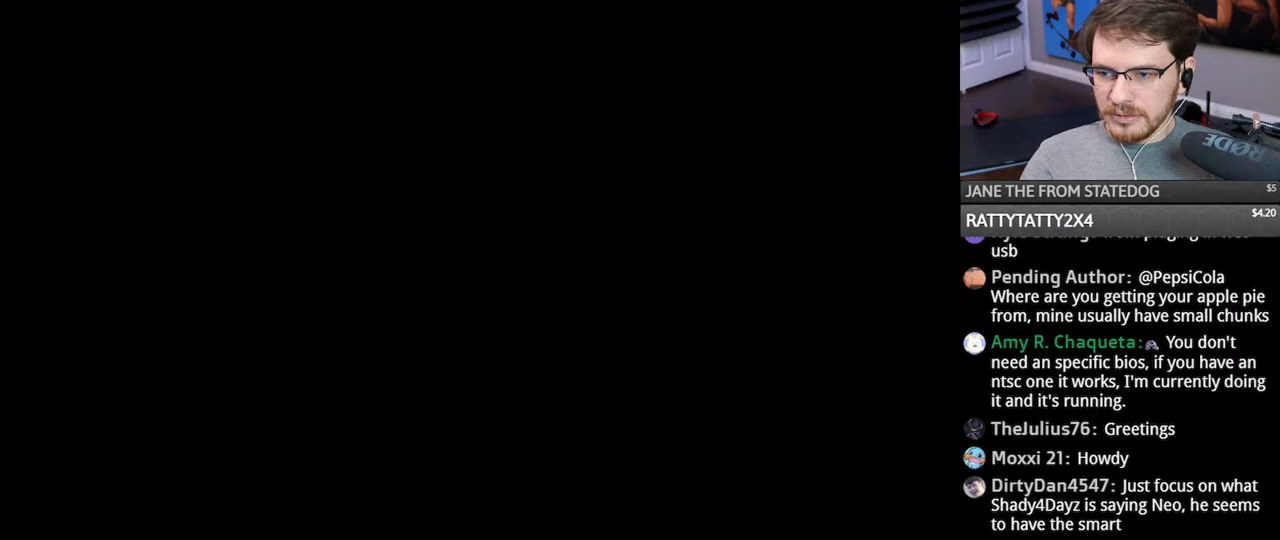 JANE THE FROM STATEDOG $5
RATTYTATTY2X4 $4.20
usb
Pending Author: @PepsiCola
Where are you getting your apple pie
from, mine usually have small chunks
Amy R. Chaqueta: You don't
need an specific bios, if you have an
ntsc one it works, I'm currently doing
it and it's running.
TheJulius76: Greetings
Moxxi 21: Howdy
DirtyDan4547: Just focus on what
Shady4Dayz is saying Neo, he seems
to have the smart
RØDE